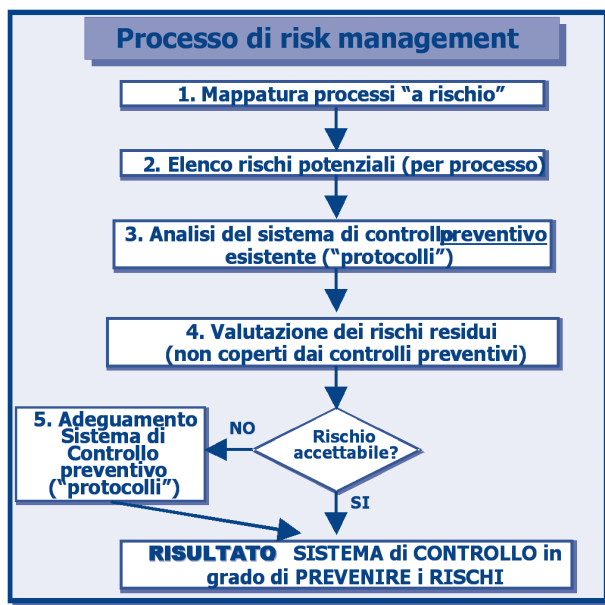 Processo di risk management
1. Mappatura processi “a rischio”
2. Elenco rischi potenziali (per processo)
3. Analisi del sistema di controllo preventivo
esistente (“protocolli”)
4. Valutazione dei rischi residui
(non coperti dai controlli preventivi)
Rischio
accettabile?
NO
5. Adeguamento
Sistema di
Controllo
preventivo
(“protocolli”)
SI
RISULTATO SISTEMA di CONTROLLO in
grado di PREVENIRE i RISCHI